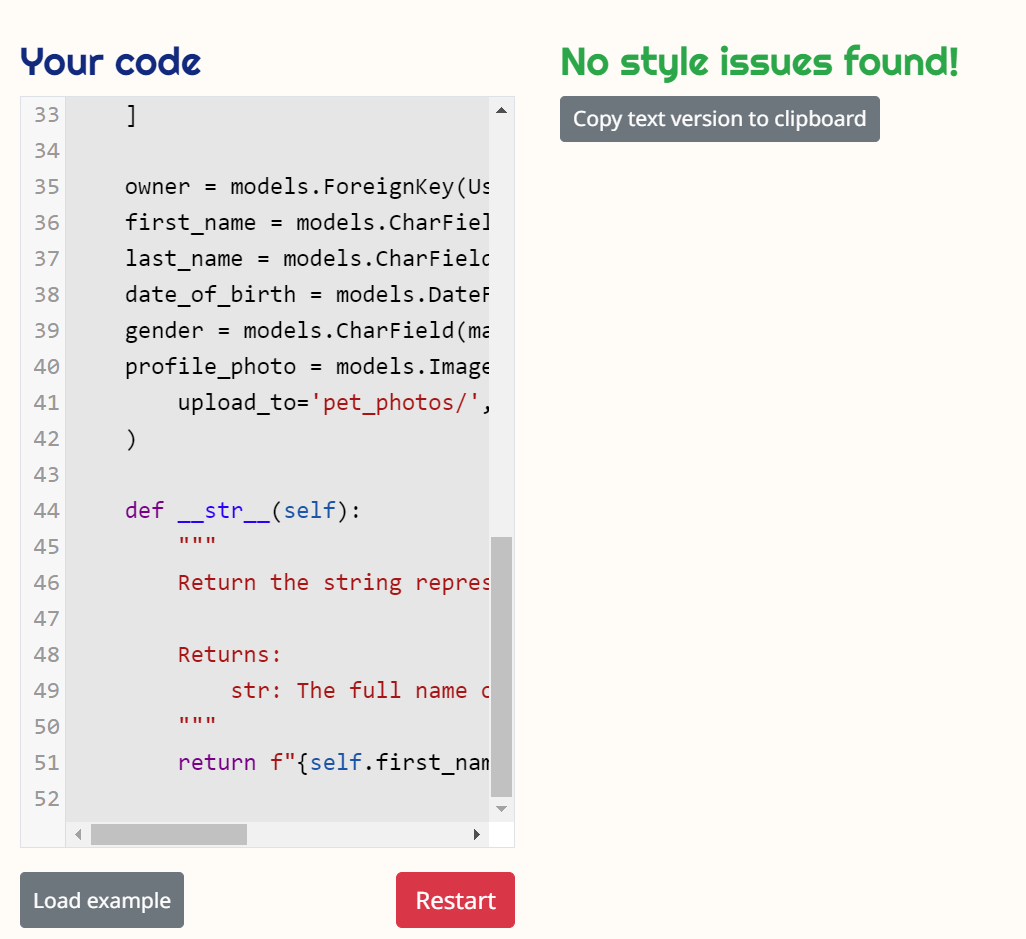 Your code
No style issues found!
Copy text version to clipboard
33 ]
34
35 owner = models.ForeignKey(Us
36 first_name = models.CharFiel
37 last_name = models.CharField
38 date_of_birth = models.DateF
39 gender = models.CharField(ma
40 profile_photo = models.Image
41 upload_to='pet_photos/',
42 )
43
44 def __str__(self):
45 """
46 Return the string repres
47
48 Returns:
49 str: The full name o
50 """
51 return f"{self.first_nam
52
Load example
Restart